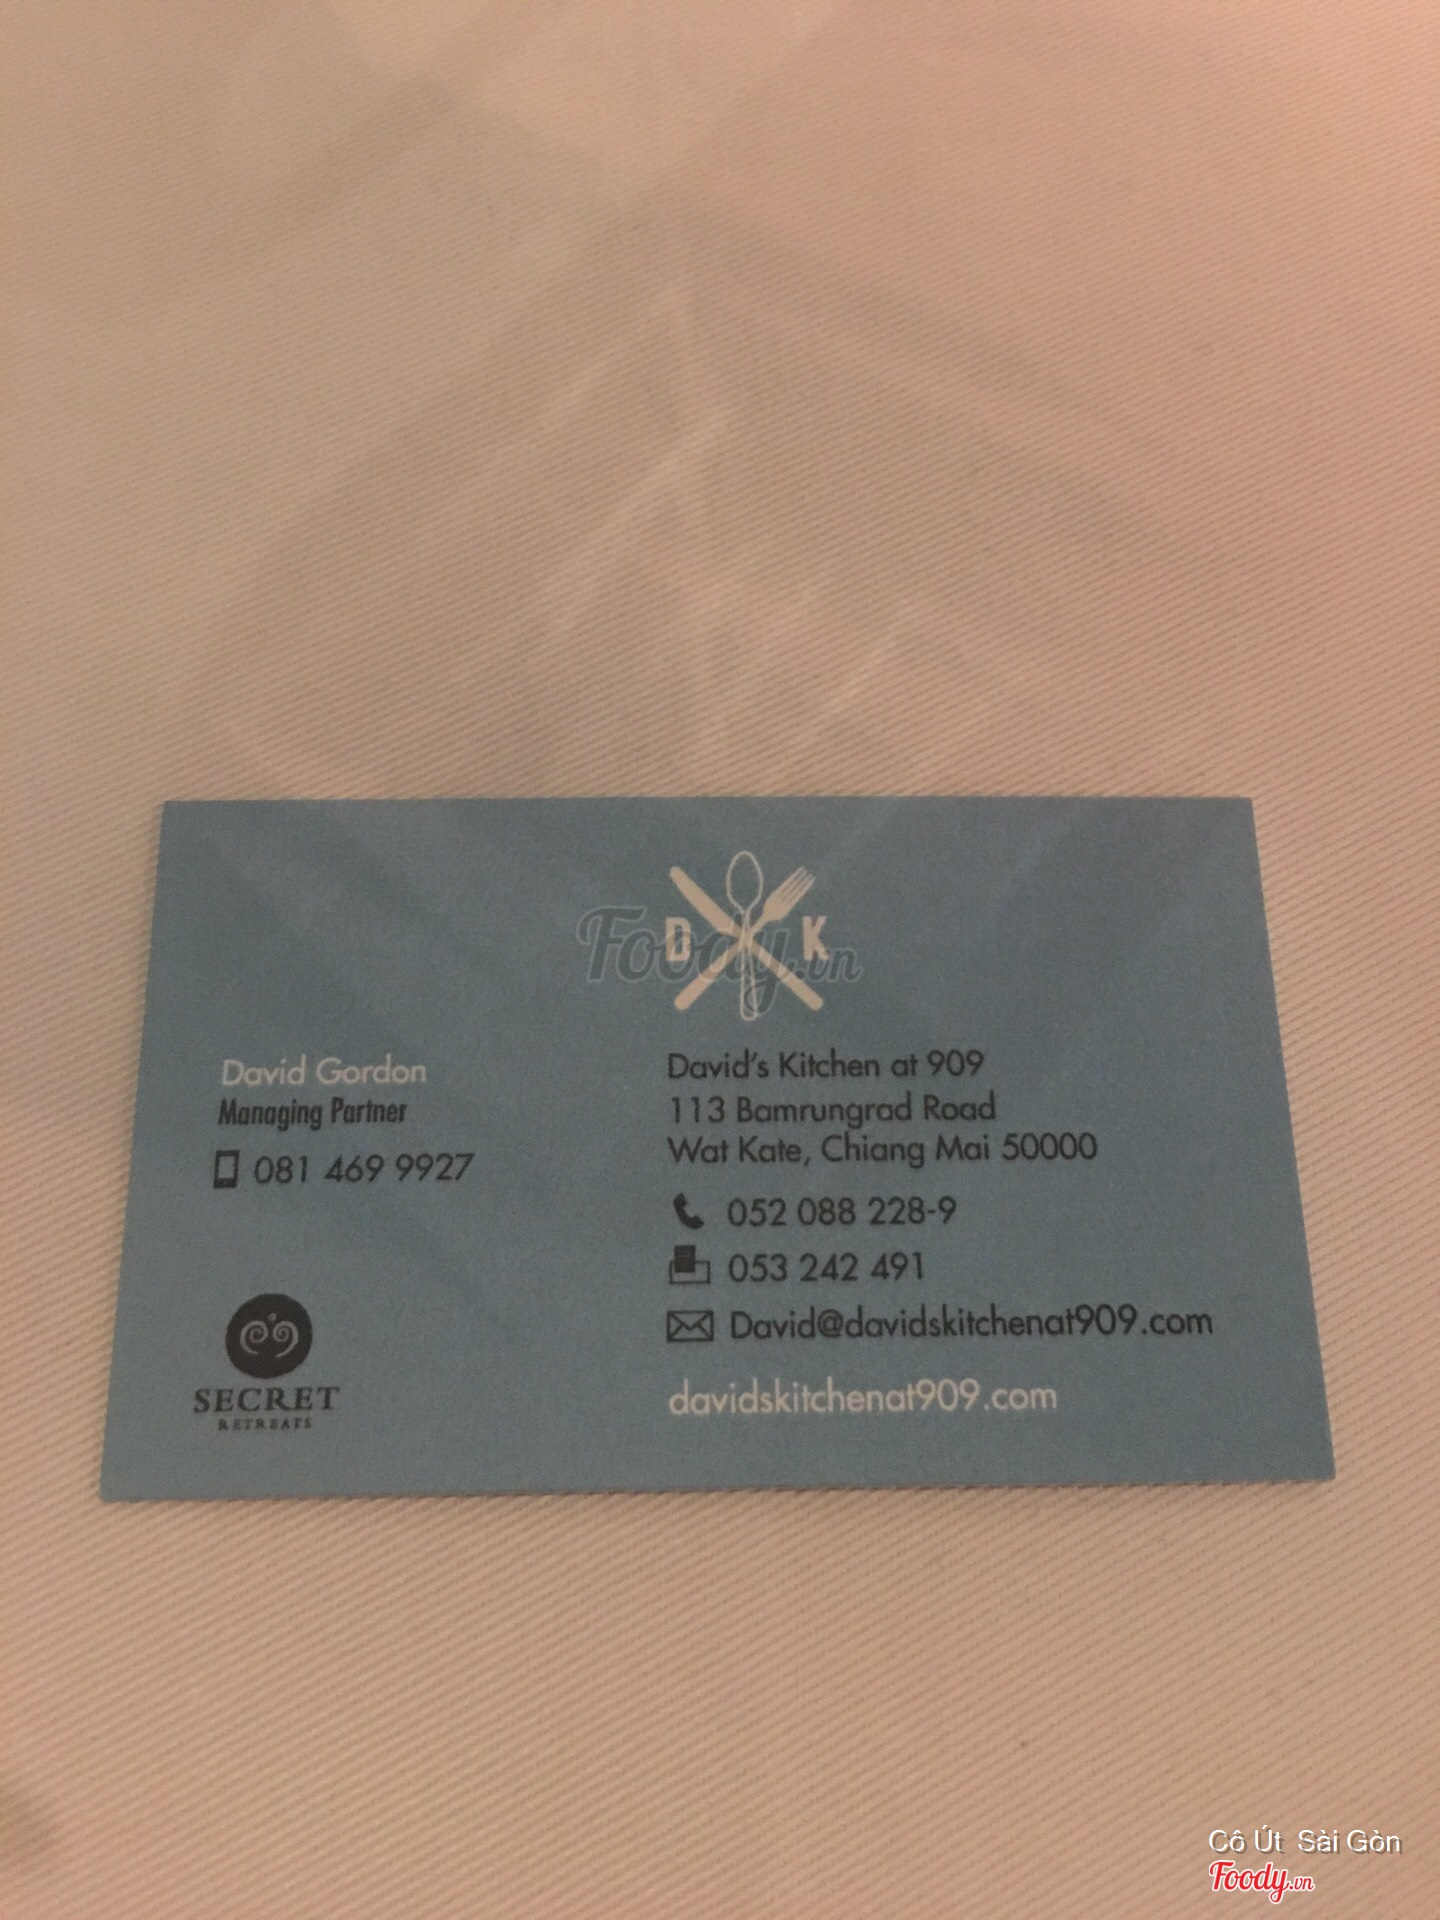 D K
Foody.vn
David Gordon
Managing Partner
081 469 9927
SECRET
RETREATS
David's Kitchen at 909
113 Bamrungrad Road
Wat Kate, Chiang Mai 50000
052 088 228-9
053 242 491
David@davidskitchenat909.com
davidskitchenat909.com
Cô Út Sài Gòn
Foody.vn